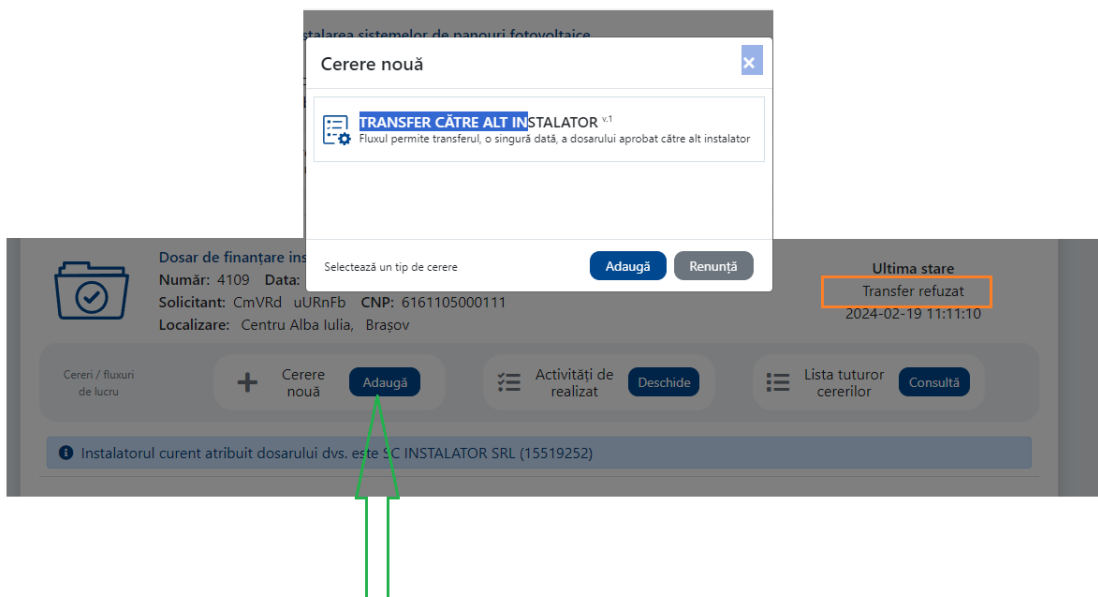 stalarea sistemelor de panouri fotovoltaice
Cerere nouă
×
TRANSFER CĂTRE ALT INSTALATOR v.1
Fluxul permite transferul, o singură dată, a dosarului aprobat către alt instalator
Selectează un tip de cerere
Adaugă
Renunță
Dosar de finanțare ins
Număr: 4109 Data:
Solicitant: CmVRd uURnFb CNP: 6161105000111
Localizare: Centru Alba Iulia, Brașov
Ultima stare
Transfer refuzat
2024-02-19 11:11:10
Cereri / fluxuri
de lucru
Cerere
nouă
Adaugă
Activități de
realizat
Deschide
Lista tuturor
cererilor
Consultă
Instalatorul curent atribuit dosarului dvs. este SC INSTALATOR SRL (15519252)